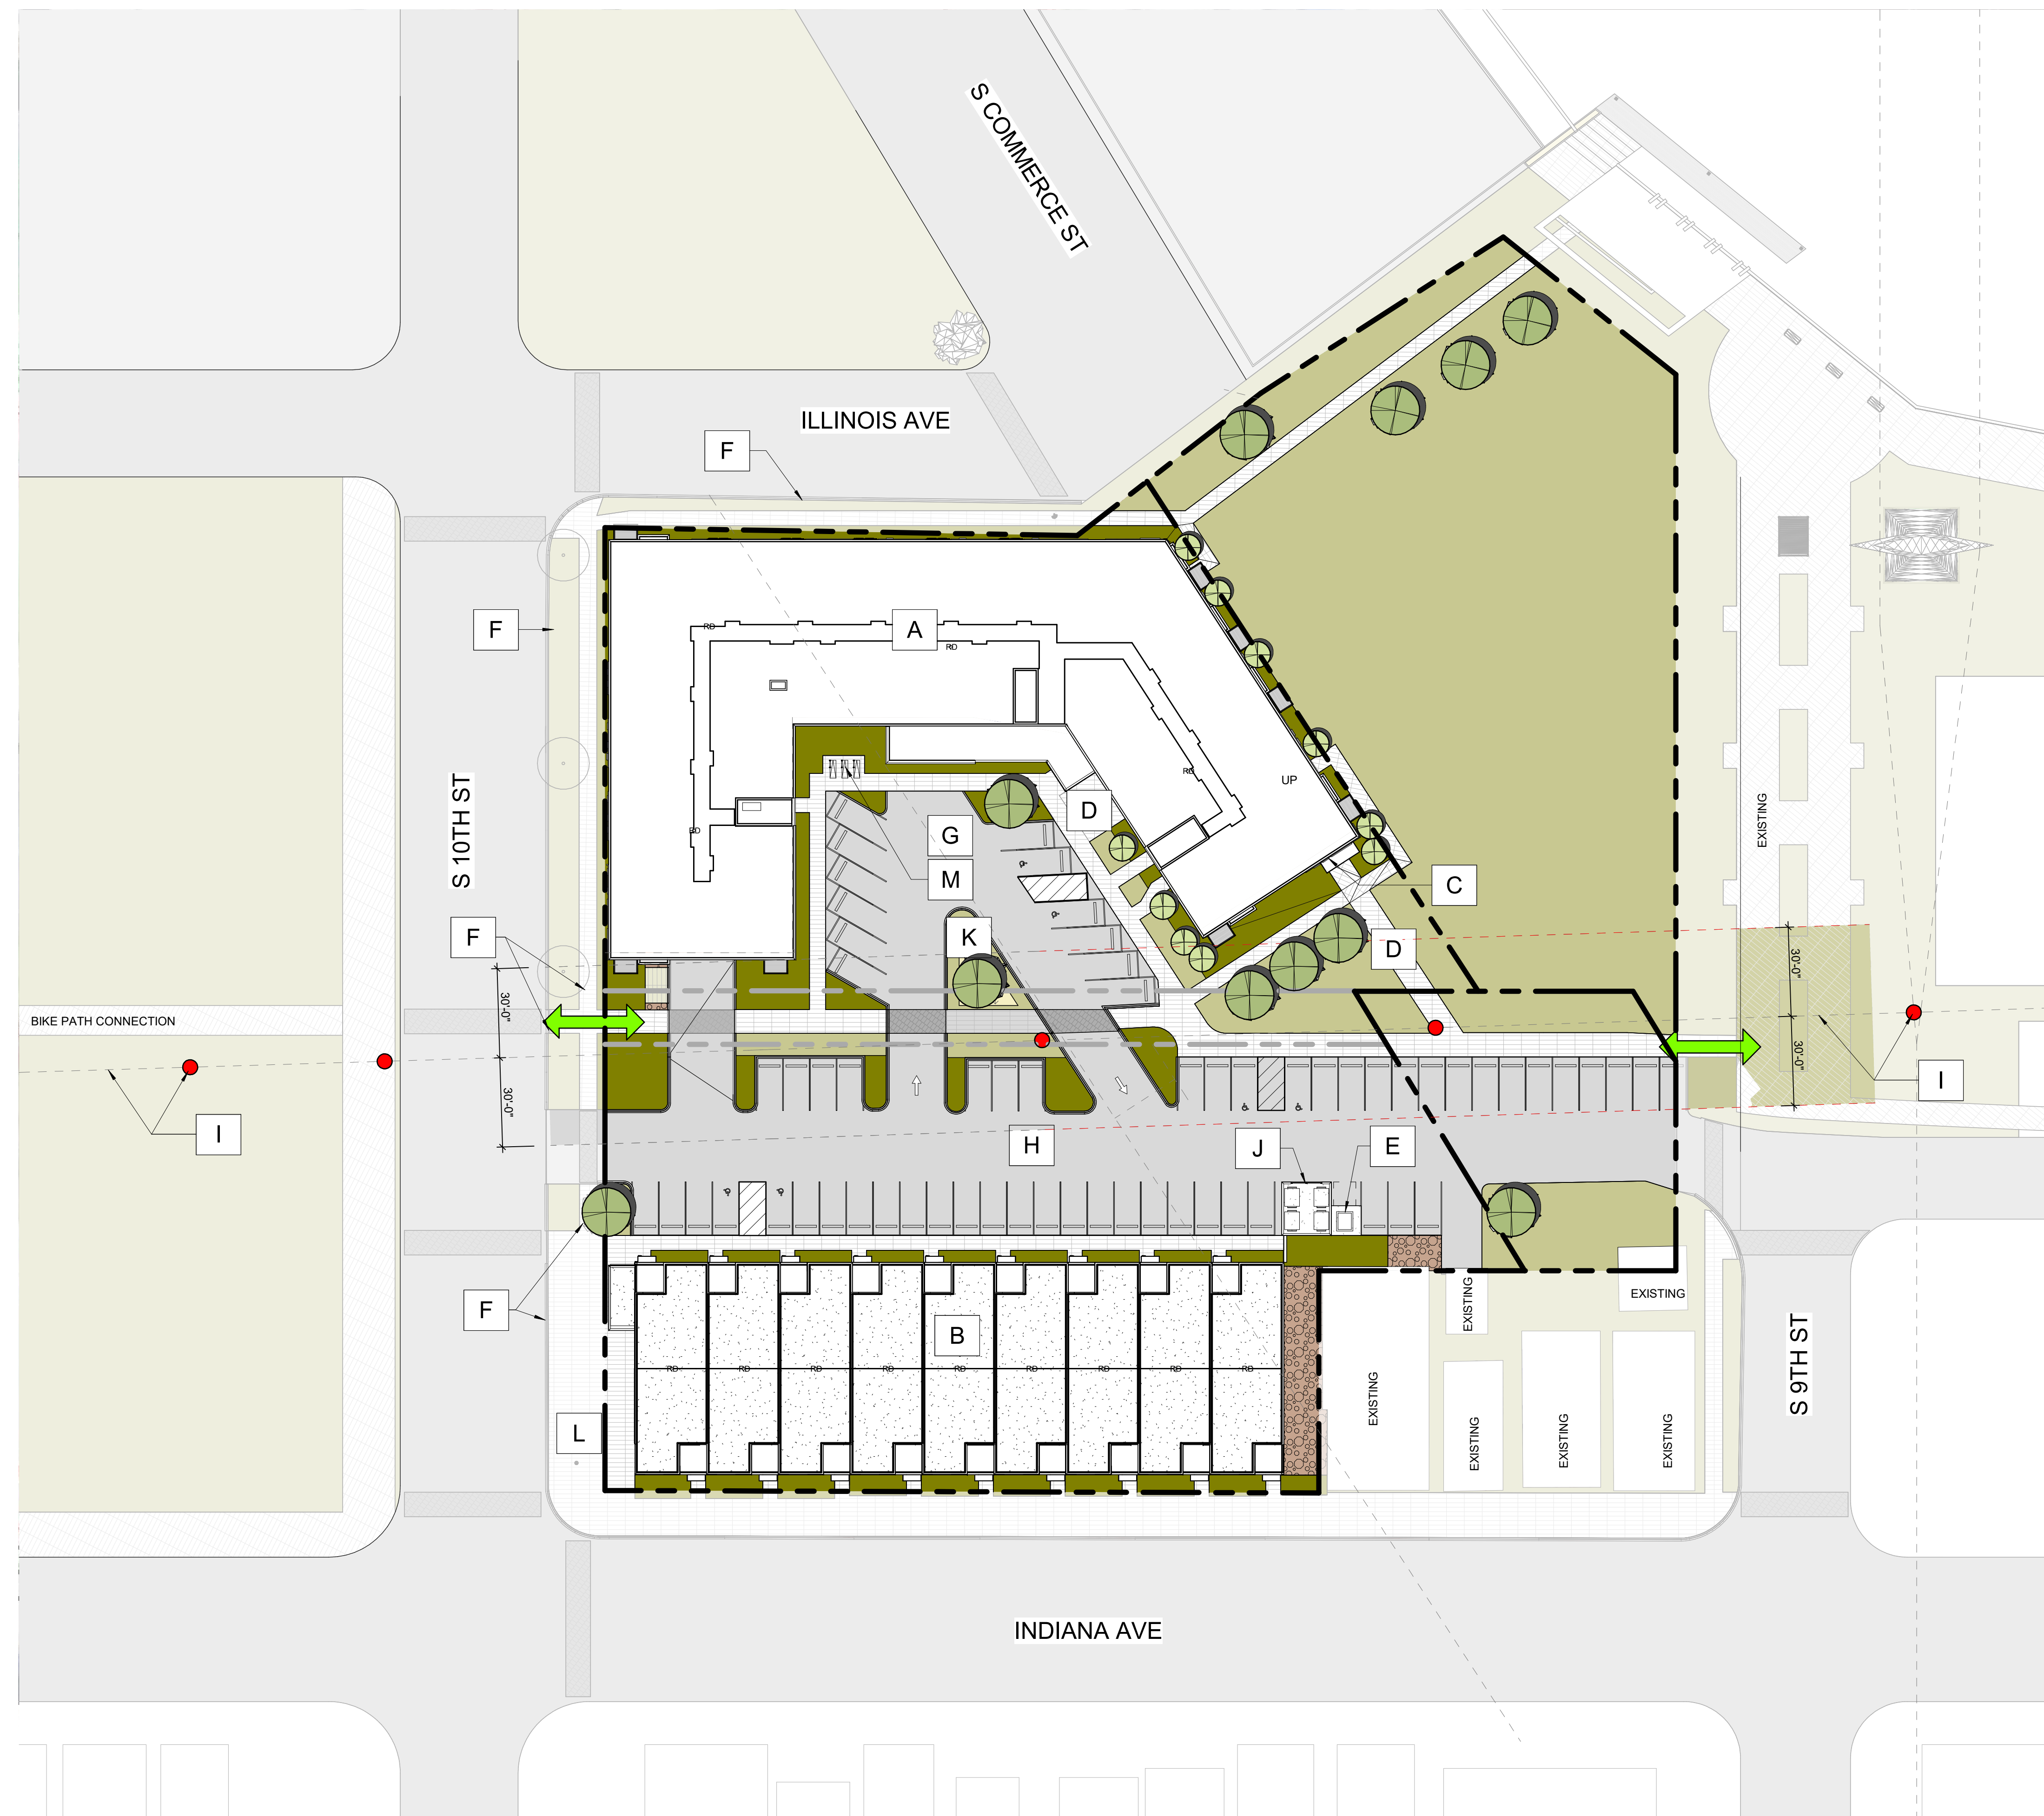 S COMMERCE ST
ILLINOIS AVE
F
F
A
RD
RD
UP
RD
RD
D
G
M
C
S 10TH ST
EXISTING
F
K
D
30'-0"
30'-0"
BIKE PATH CONNECTION
30'-0"
30'-0"
I
I
H
J
E
F
EXISTING
EXISTING
B
RD
RD
RD
RD
RD
RD
RD
RD
RD
L
EXISTING
EXISTING
EXISTING
EXISTING
S 9TH ST
INDIANA AVE